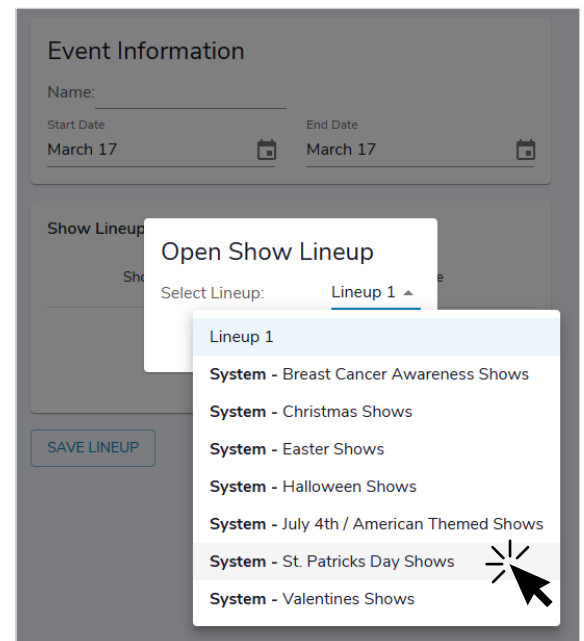 Event Information
Name:
Start Date
End Date
March 17
March 17
Show Lineup
Open Show Lineup
Select Lineup:
Lineup 1
Lineup 1
System - Breast Cancer Awareness Shows
System - Christmas Shows
System - Easter Shows
System - Halloween Shows
System - July 4th / American Themed Shows
System - St. Patricks Day Shows
System - Valentines Shows
SAVE LINEUP